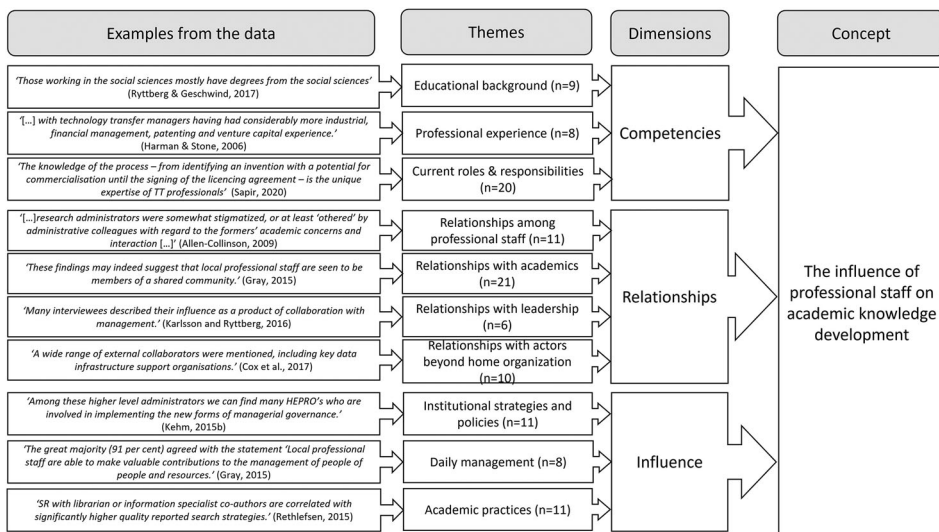 Examples from the data
Themes
Dimensions
Concept
‘Those working in the social sciences mostly have degrees from the social sciences’
(Ryttberg & Geschwind, 2017)
Educational background (n=9)
‘[…] with technology transfer managers having had considerably more industrial,
financial management, patenting and venture capital experience.’
(Harman & Stone, 2006)
Professional experience (n=8)
‘The knowledge of the process – from identifying an invention with a potential for
commercialisation until the signing of the licencing agreement – is the unique
expertise of TT professionals’ (Sapir, 2020)
Current roles & responsibilities
(n=20)
Competencies
‘[…]research administrators were somewhat stigmatized, or at least ‘othered’ by
administrative colleagues with regard to the formers’ academic concerns and
interaction […]’ (Allen-Collinson, 2009)
Relationships among
professional staff (n=11)
‘These findings may indeed suggest that local professional staff are seen to be
members of a shared community.’ (Gray, 2015)
Relationships with academics
(n=21)
‘Many interviewees described their influence as a product of collaboration with
management.’ (Karlsson and Ryttberg, 2016)
Relationships with leadership
(n=6)
‘A wide range of external collaborators were mentioned, including key data
infrastructure support organisations.’ (Cox et al., 2017)
Relationships with actors
beyond home organization
(n=10)
Relationships
‘Among these higher level administrators we can find many HEPRO’s who are
involved in implementing the new forms of managerial governance.’
(Kehm, 2015b)
Institutional strategies and
policies (n=11)
‘The great majority (91 per cent) agreed with the statement ‘Local professional
staff are able to make valuable contributions to the management of people of
people and resources.’ (Gray, 2015)
Daily management (n=8)
‘SR with librarian or information specialist co-authors are correlated with
significantly higher quality reported search strategies.’ (Rethlefsen, 2015)
Academic practices (n=11)
Influence
The influence of
professional staff on
academic knowledge
development